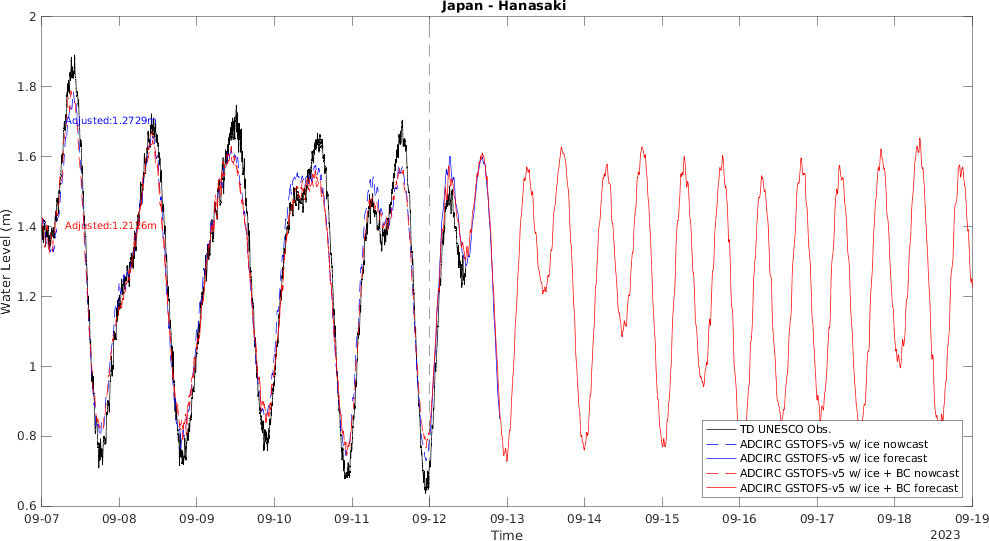 Japan - Hanasaki
2
1.8
1.6
1.4
1.2
1
0.8
0.6
Water Level (m)
Adjusted:1.2729m
Adjusted:1.2126m
TD UNESCO Obs.
ADCIRC GSTOFS-v5 w/ ice nowcast
ADCIRC GSTOFS-v5 w/ ice forecast
ADCIRC GSTOFS-v5 w/ ice + BC nowcast
ADCIRC GSTOFS-v5 w/ ice + BC forecast
09-07 09-08 09-09 09-10 09-11 09-12 09-13 09-14 09-15 09-16 09-17 09-18 09-19
Time
2023